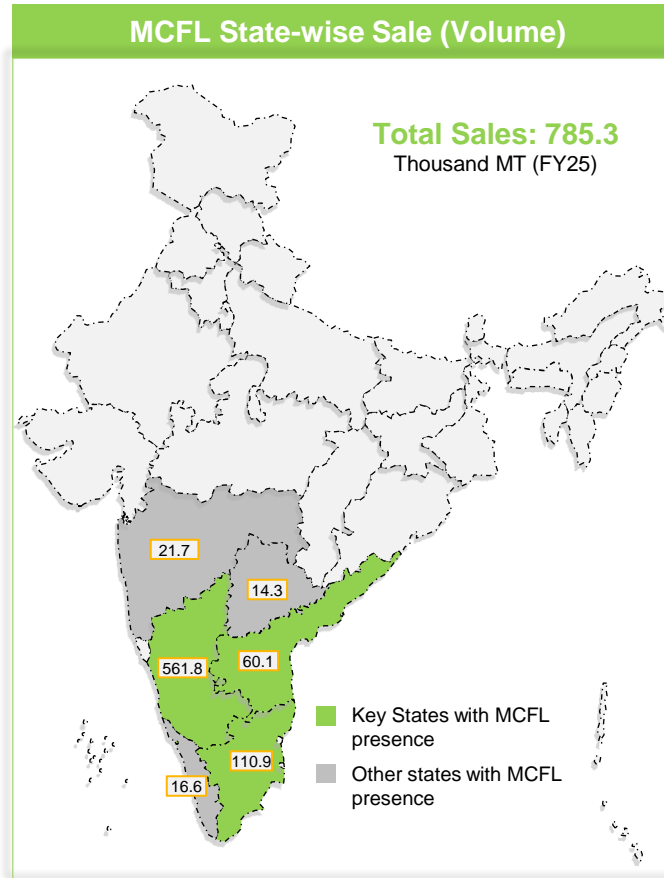 MCFL State-wise Sale (Volume)
Total Sales: 785.3
Thousand MT (FY25)
21.7
14.3
561.8
60.1
110.9
16.6
Key States with MCFL
presence
Other states with MCFL
presence